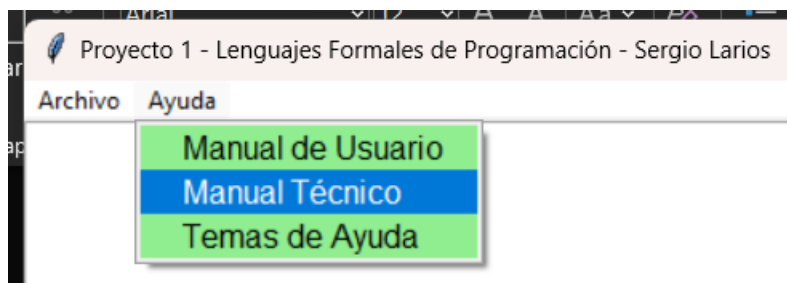 Arial 12 A A Aa
Proyecto 1 - Lenguajes Formales de Programación - Sergio Larios
Archivo Ayuda
Manual de Usuario
Manual Técnico
Temas de Ayuda